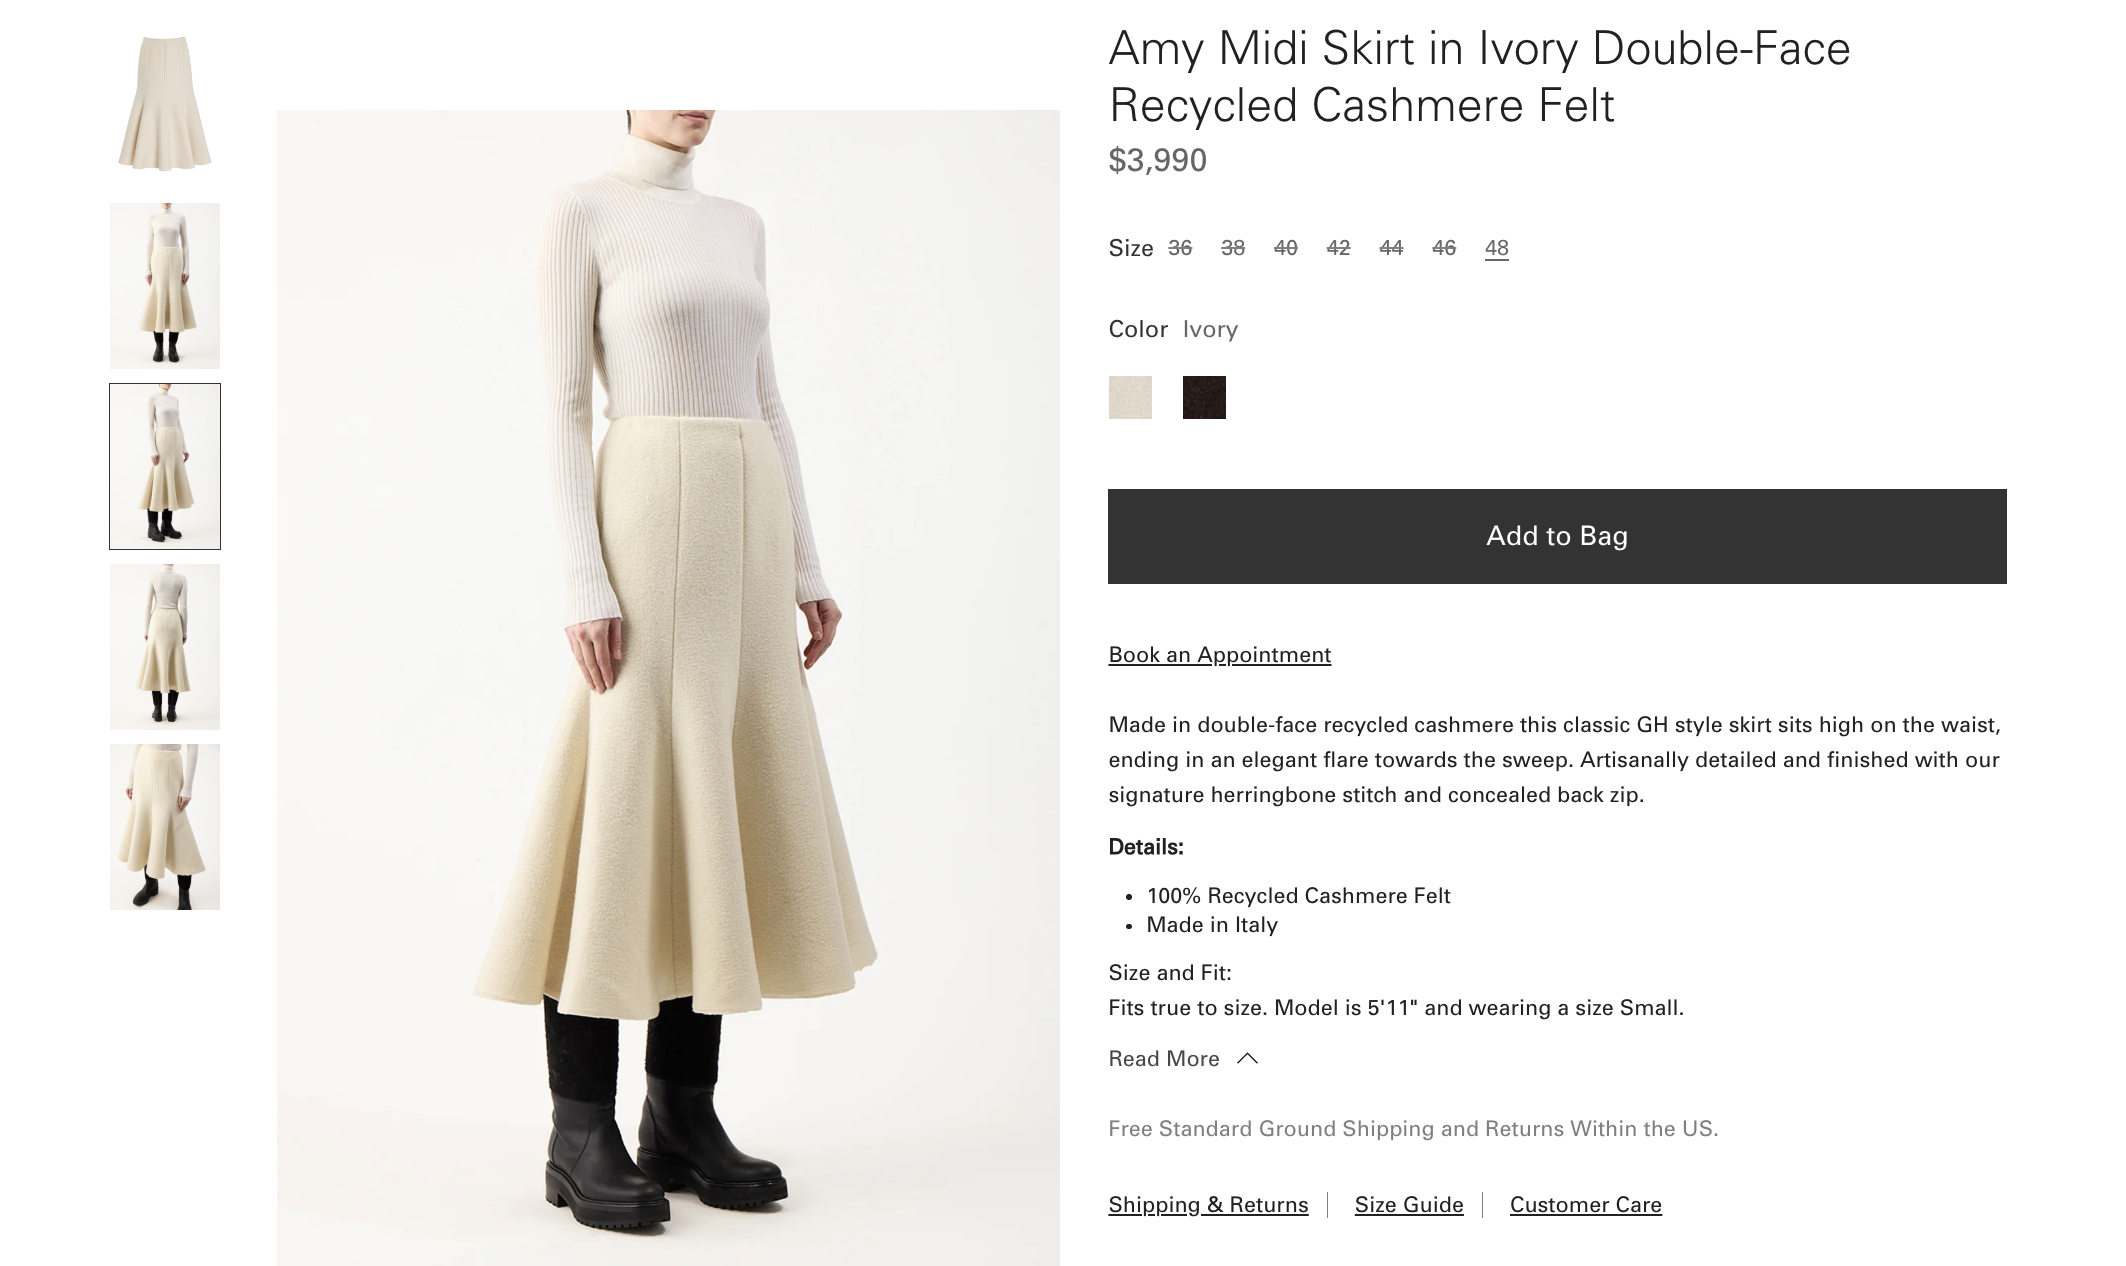 Amy Midi Skirt in Ivory Double-Face
Recycled Cashmere Felt
$3,990
Size 36 38 40 42 44 46 48
Color Ivory
Add to Bag
Book an Appointment
Made in double-face recycled cashmere this classic GH style skirt sits high on the waist,
ending in an elegant flare towards the sweep. Artisanally detailed and finished with our
signature herringbone stitch and concealed back zip.
Details:
• 100% Recycled Cashmere Felt
• Made in Italy
Size and Fit:
Fits true to size. Model is 5'11" and wearing a size Small.
Read More
Free Standard Ground Shipping and Returns Within the US.
Shipping & Returns | Size Guide | Customer Care